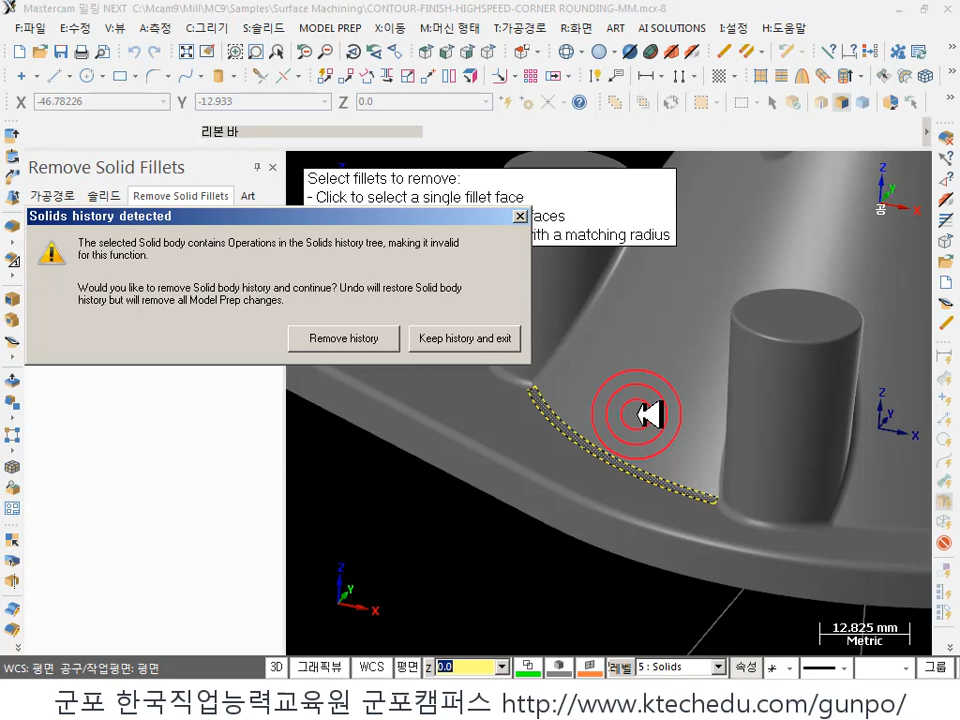 Mastercam 밀링 NEXT C:\Mcam9\Mill\MC9\Samples\Surface Machining\CONTOUR-FINISH-HIGHSPEED-CORNER ROUNDING-MM.mcx-8
F:파일 E:수정 V:뷰 A:측정 C:그리기 S:솔리드 MODEL PREP X:이동 M:머신 형태 T:가공경로 R:화면 ART AI SOLUTIONS I:설정 H:도움말
X -46.78226 Y -12.933 Z 0.0
리본 바
Remove Solid Fillets
가공경로 솔리드 Remove Solid Fillets Art
Select fillets to remove:
- Click to select a single fillet face
faces
with a matching radius
Solids history detected
The selected Solid body contains Operations in the Solids history tree, making it invalid
for this function.
Would you like to remove Solid body history and continue? Undo will restore Solid body
history but will remove all Model Prep changes.
Remove history Keep history and exit
Z
Y
X
공
Z
Y
X
Z
Y
X
12.825 mm
Metric
WCS: 평면 공구/작업평면: 평면 3D 그래픽뷰 WCS 평면 Z 0.0 레벨 5 : Solids 속성 그룹
군포 한국직업능력교육원 군포캠퍼스 http://www.ktechedu.com/gunpo/